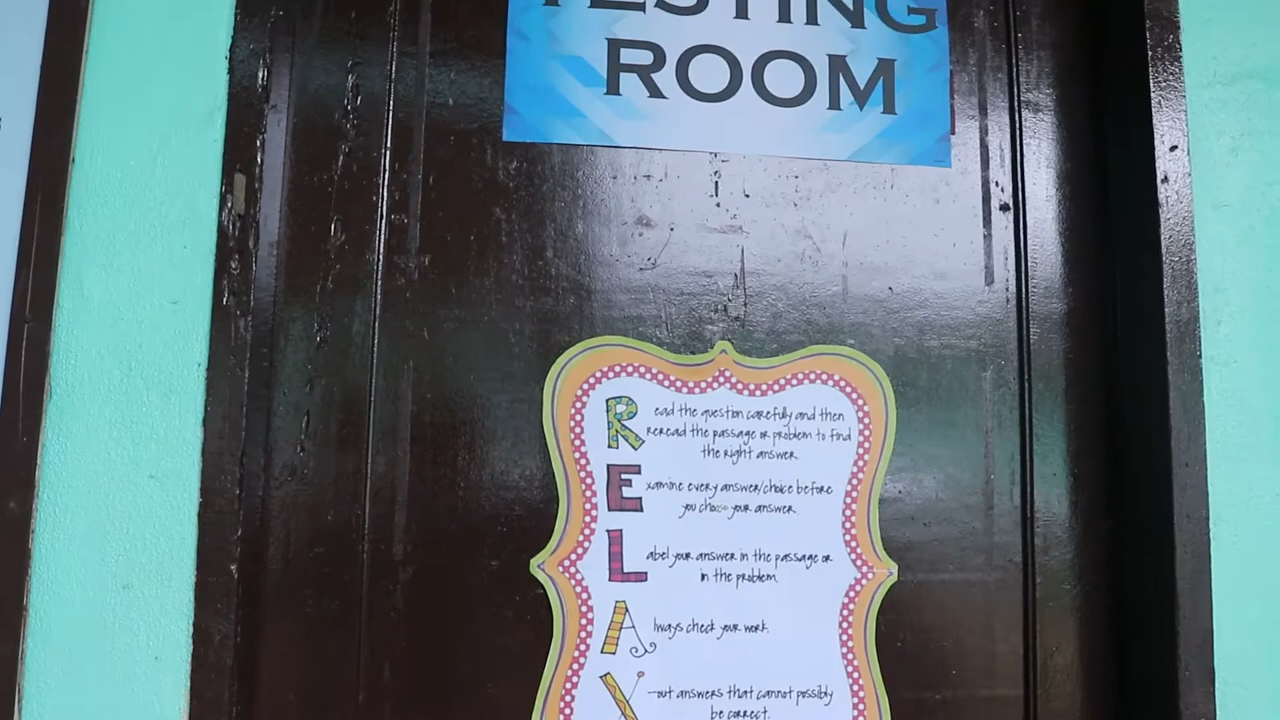 TESTING
ROOM
Read the question carefully and then
reread the passage or problem to find
the right answer.
Examine every answer/choice before
you choose your answer.
Label your answer in the passage or
in the problem.
Always check your work.
X-out answers that cannot possibly
be correct.